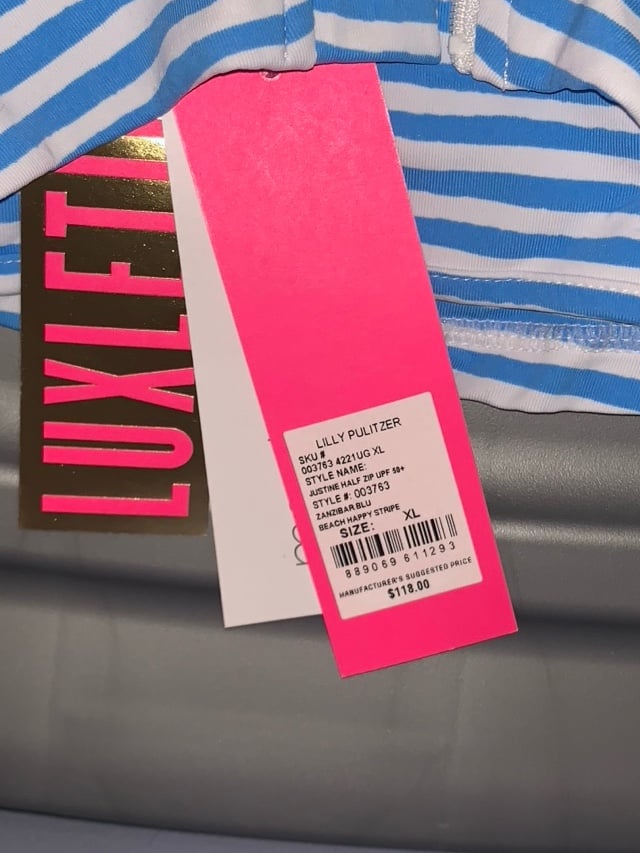 LUXLET
LILLY PULITZER
SKU #
003763 4221UG XL
STYLE NAME:
JUSTINE HALF ZIP UPF 50+
STYLE #: 003763
ZANZIBAR BLU
BEACH HAPPY STRIPE
SIZE: XL
889069 611293
MANUFACTURER'S SUGGESTED PRICE
$118.00